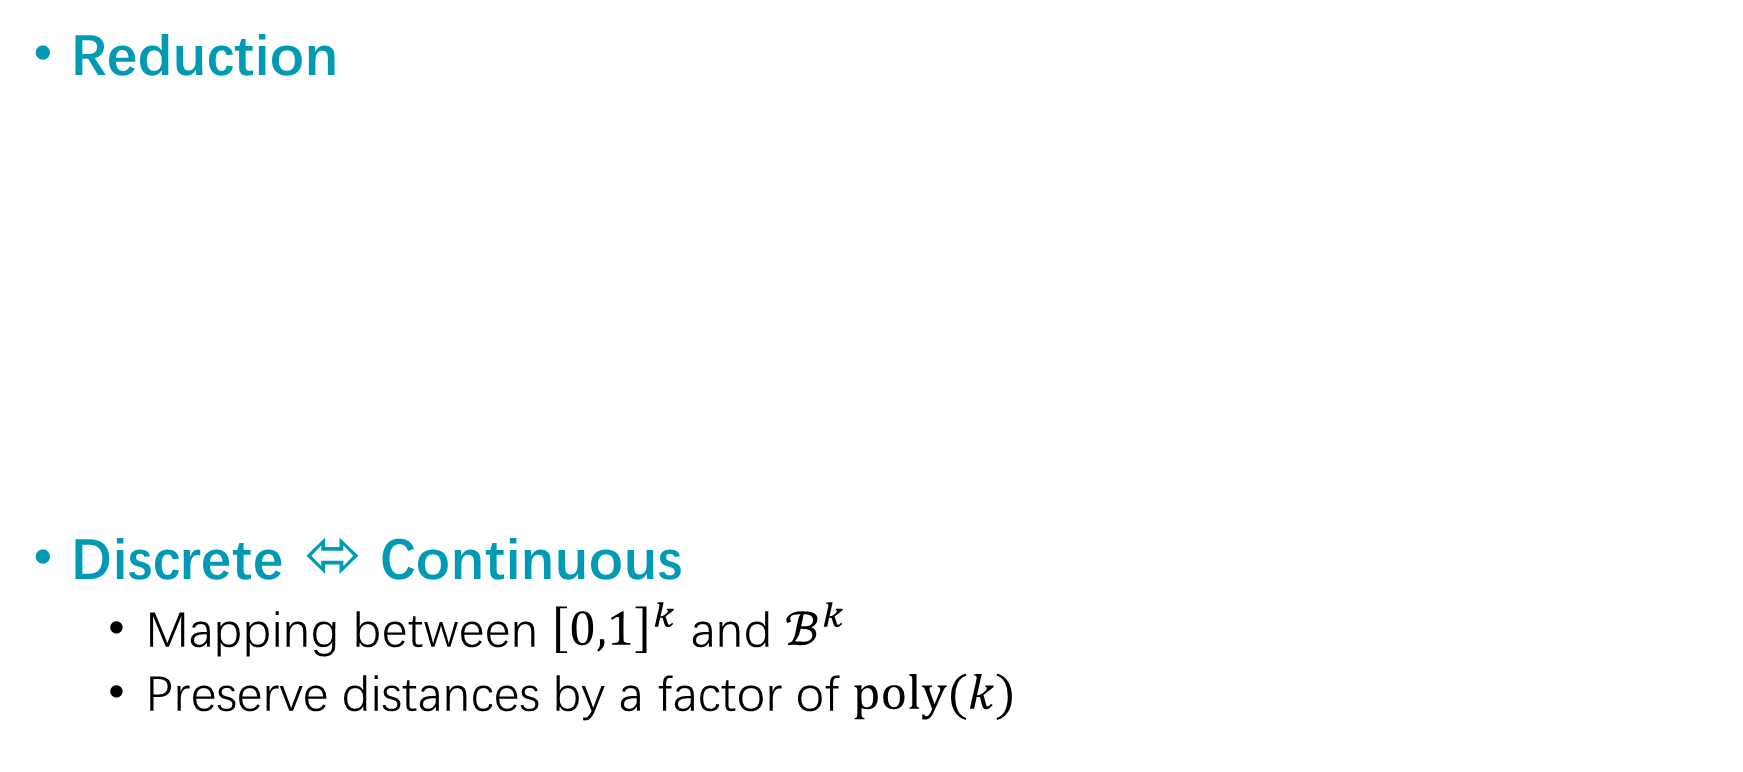 • Reduction
• Discrete ⬄ Continuous
• Mapping between [0,1]^k and ℬ^k
• Preserve distances by a factor of poly(k)